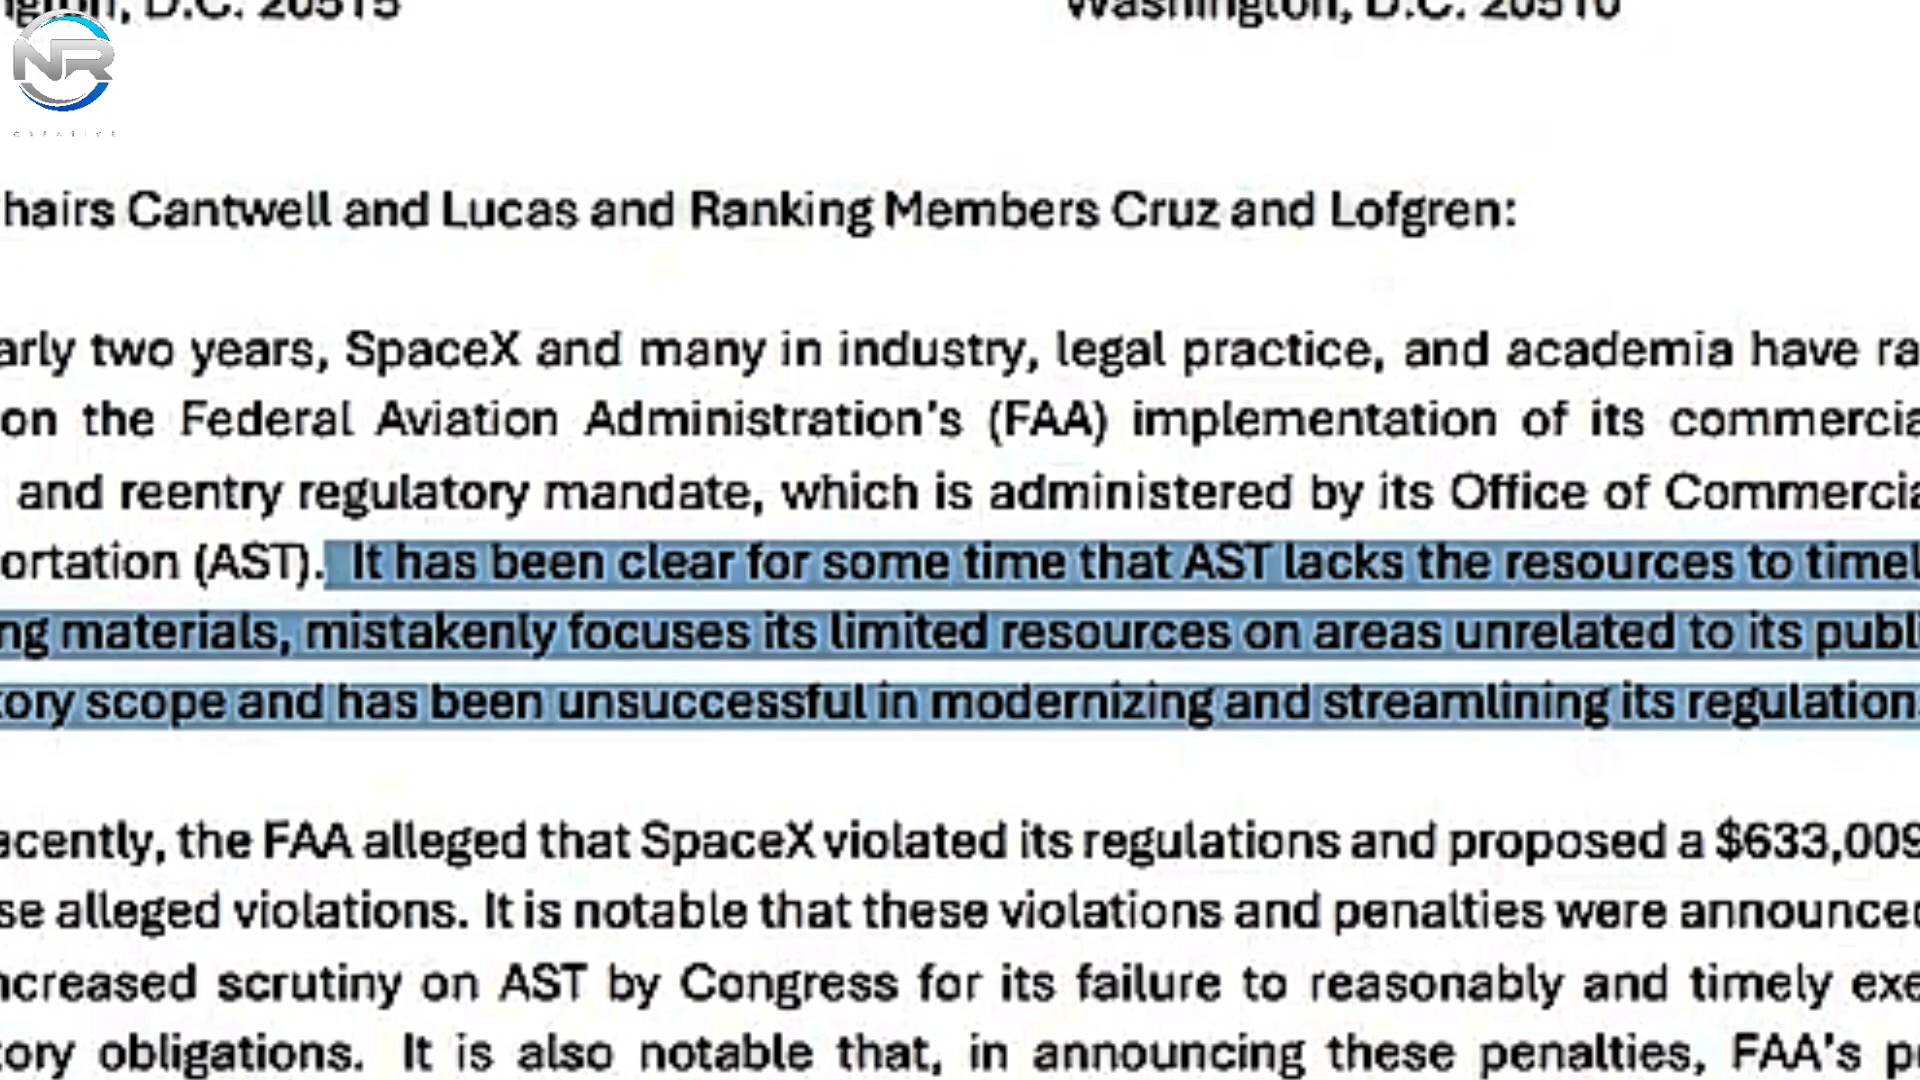 D.C. 20515 Washington, D.C. 20510
NR
CREATIVE
hairs Cantwell and Lucas and Ranking Members Cruz and Lofgren:
arly two years, SpaceX and many in industry, legal practice, and academia have ra
on the Federal Aviation Administration's (FAA) implementation of its commercia
and reentry regulatory mandate, which is administered by its Office of Commercia
ortation (AST). It has been clear for some time that AST lacks the resources to timel
ng materials, mistakenly focuses its limited resources on areas unrelated to its publ
ory scope and has been unsuccessful in modernizing and streamlining its regulation
ecently, the FAA alleged that SpaceX violated its regulations and proposed a $633,009
se alleged violations. It is notable that these violations and penalties were announced
ncreased scrutiny on AST by Congress for its failure to reasonably and timely exe
ory obligations. It is also notable that, in announcing these penalties, FAA's p